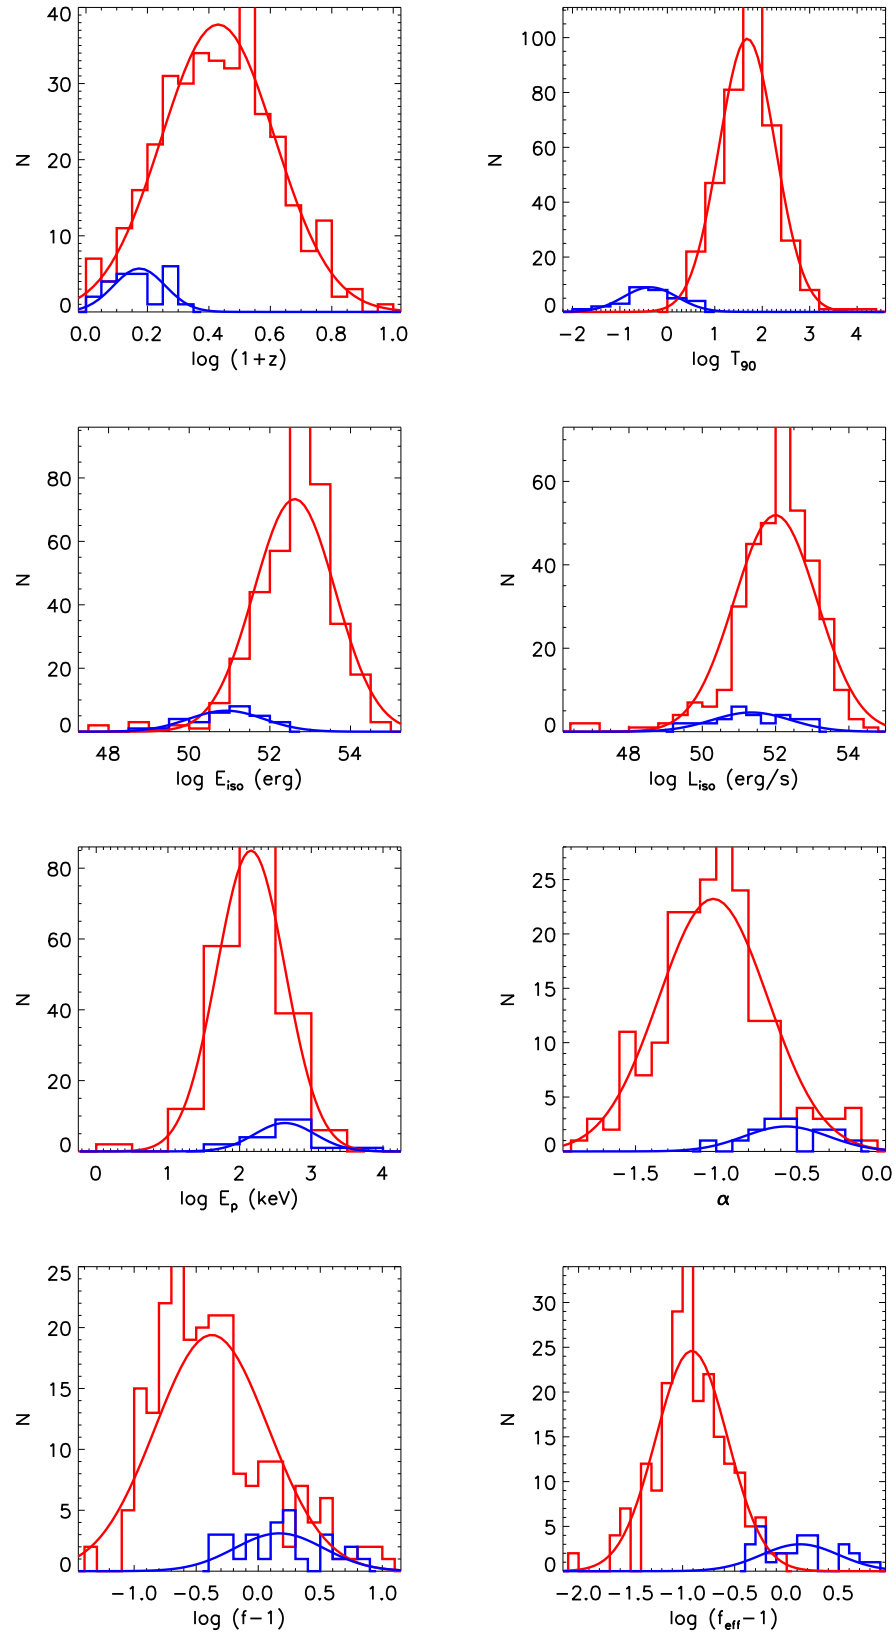 40
30
20
10
0
N
0.0 0.2 0.4 0.6 0.8 1.0
log (1+z)
100
80
60
40
20
0
N
−2 −1 0 1 2 3 4
log T90
80
60
40
20
0
N
48 50 52 54
log Eiso (erg)
60
40
20
0
N
48 50 52 54
log Liso (erg/s)
80
60
40
20
0
N
0 1 2 3 4
log Ep (keV)
25
20
15
10
5
0
N
−1.5 −1.0 −0.5 0.0
α
25
20
15
10
5
0
N
−1.0 −0.5 0.0 0.5 1.0
log (f−1)
30
25
20
15
10
5
0
N
−2.0 −1.5 −1.0 −0.5 0.0 0.5
log (feff−1)